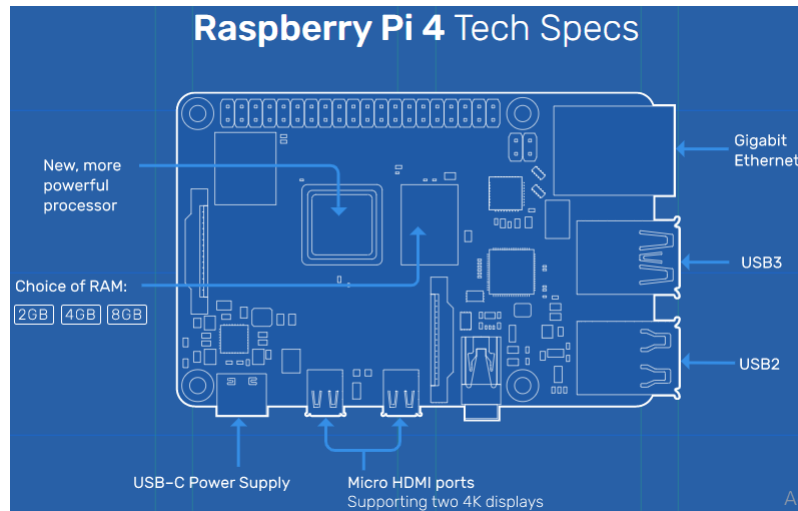 Raspberry Pi 4 Tech Specs
New, more
powerful
processor
Choice of RAM:
2GB 4GB 8GB
Gigabit
Ethernet
USB3
USB2
USB–C Power Supply
Micro HDMI ports
Supporting two 4K displays
A